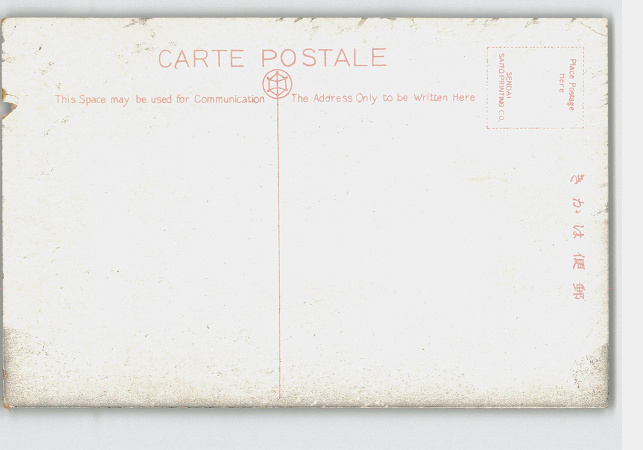 CARTE POSTALE
This Space may be used for Communication
The Address Only to be Written Here
Place Postage
Here
SENDAI
SAITO PRINTING CO.
きかは便郵